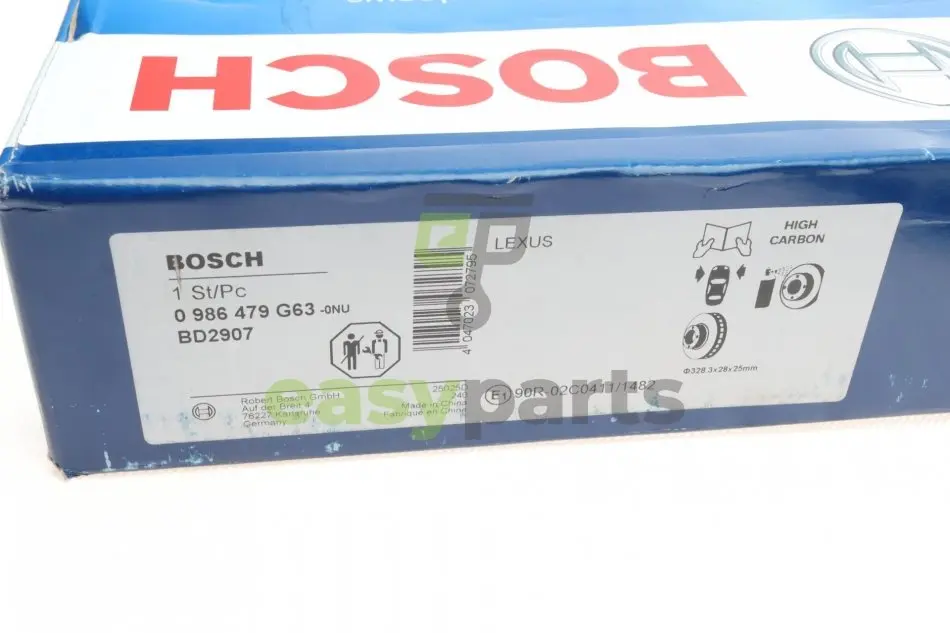 BOSCH
BOSCH
1 St/Pc
0 986 479 G63 -0NU
BD2907
Robert Bosch GmbH
Auf der Breit 4
76227 Karlsruhe
Germany
25025D
240
Made in China
Fabriqué en Chine
4 047023 072795
LEXUS
E1 90R-02C0411/1482
HIGH
CARBON
Φ328.3x28x25mm
easyparts